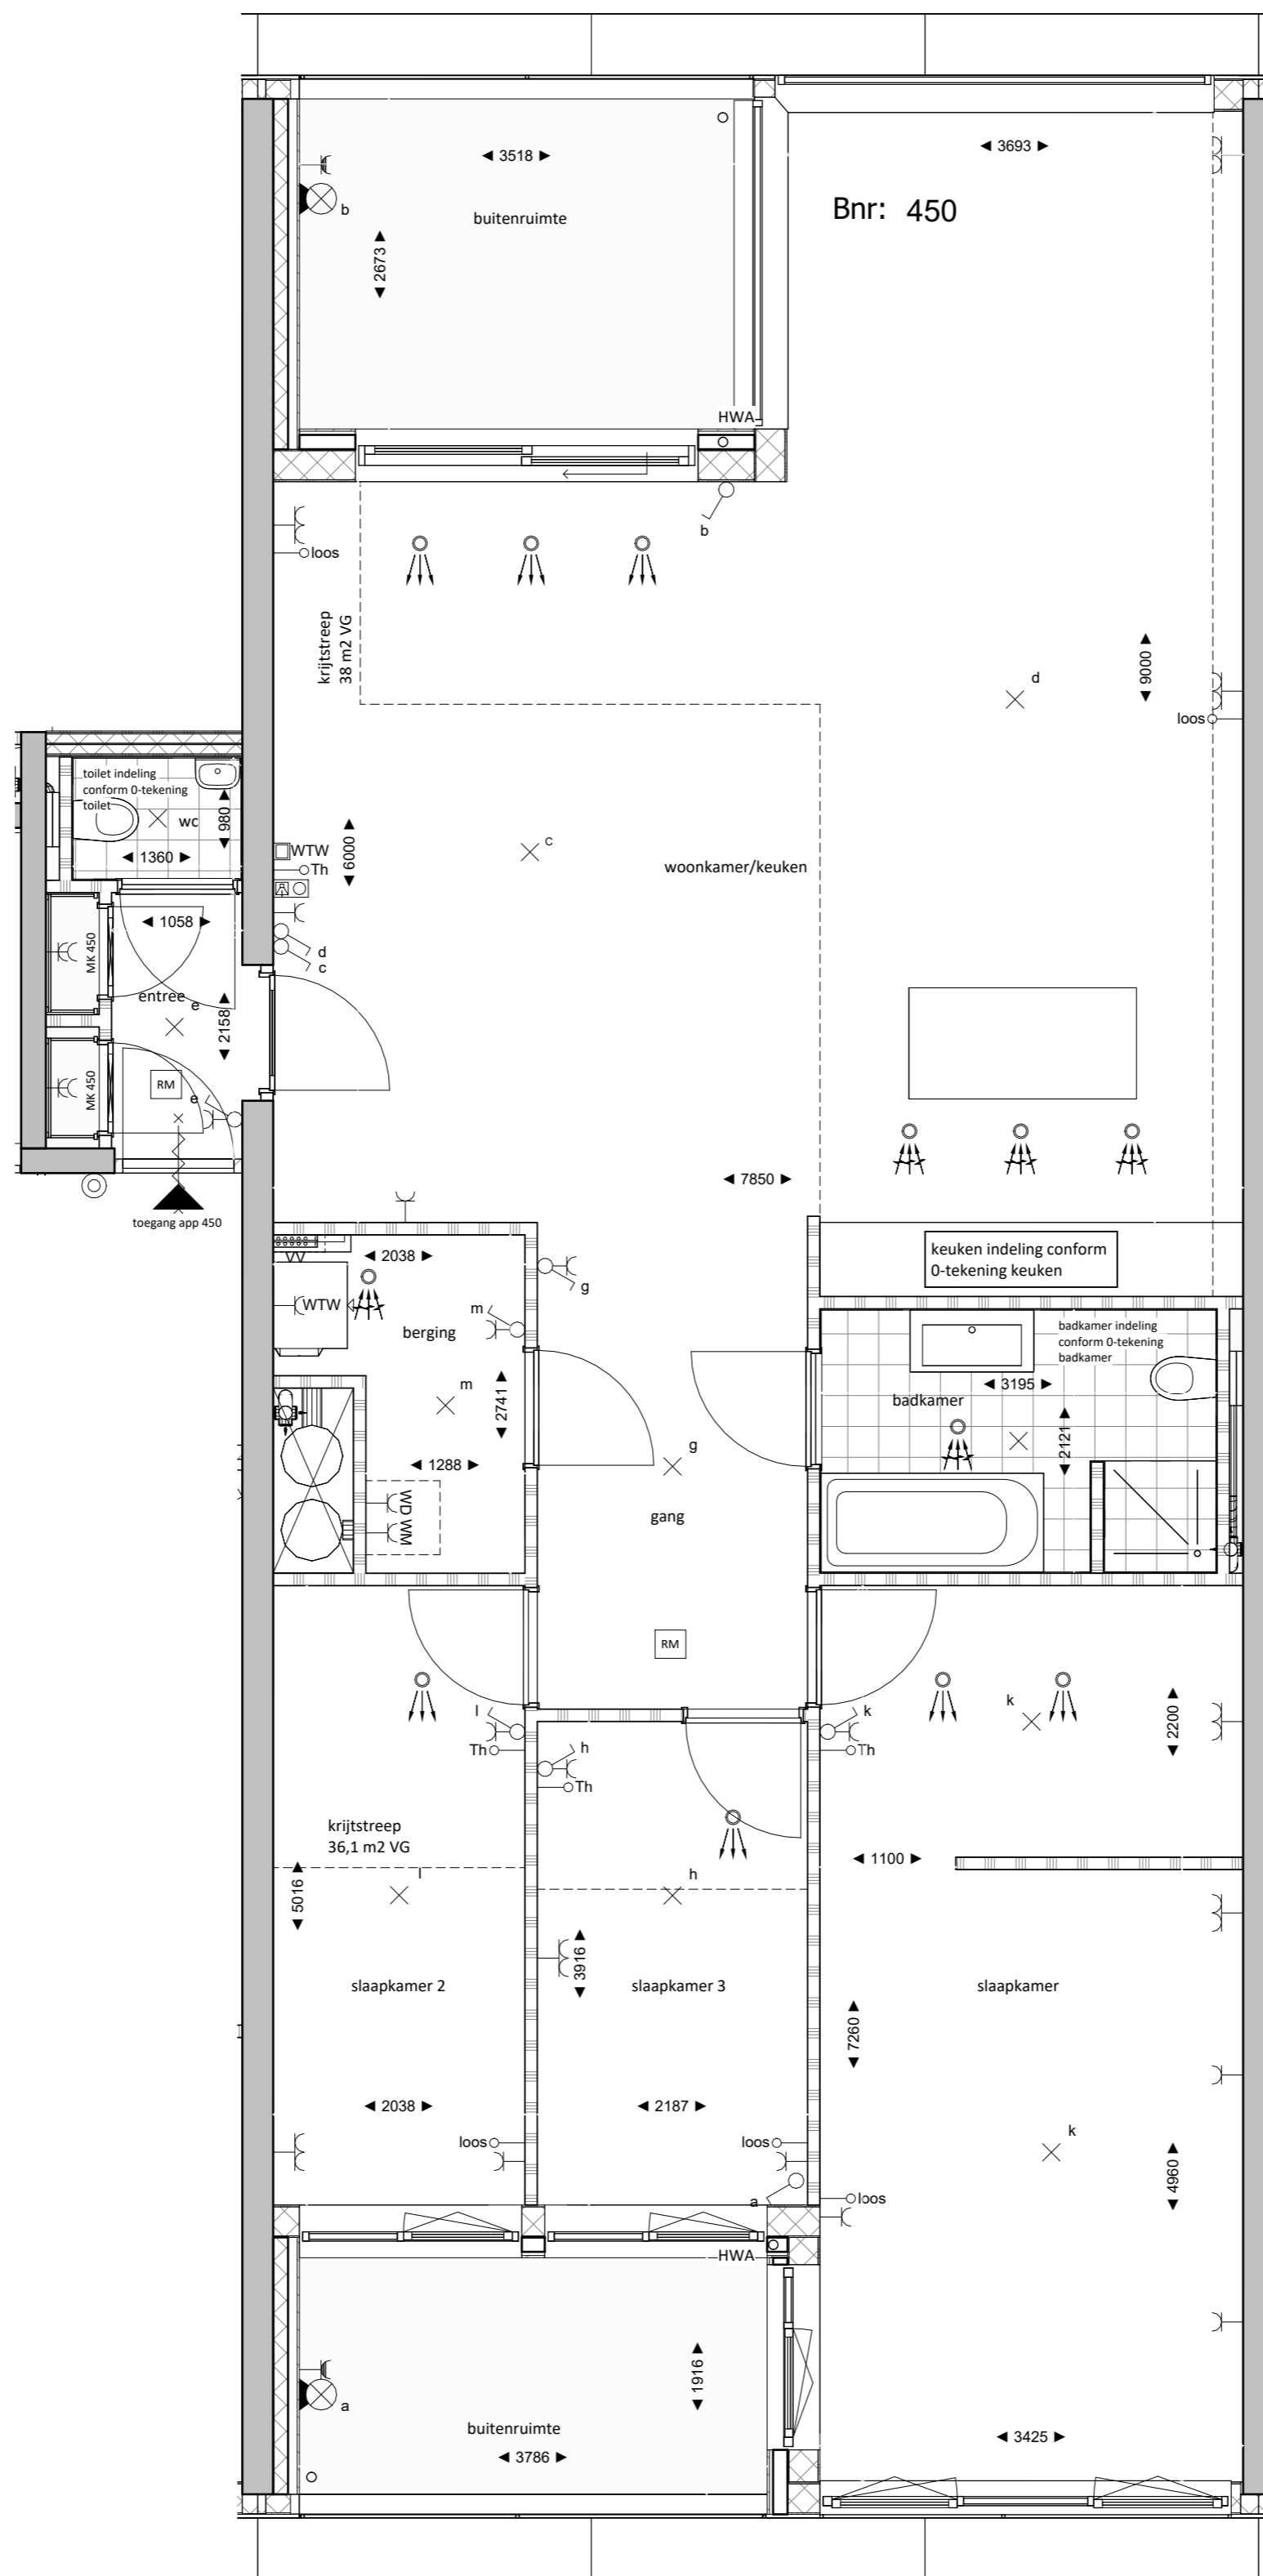 ◄ 3518 ►
◄ 3693 ►
b
buitenruimte
Bnr: 450
◄ 2673 ►
HWA
b
loos
krijtstreep
38 m2 VG
d
◄ 9000 ►
loos
toilet indeling
conform 0-tekening
toilet
wc
◄ 980 ►
◄ 1360 ►
WTW
Th
◄ 6000 ►
c
woonkamer/keuken
◄ 1058 ►
MK 450
d
c
entree
e
◄ 2158 ►
MK 450
RM
e
toegang app 450
◄ 7850 ►
◄ 2038 ►
g
keuken indeling conform
0-tekening keuken
WTW
m
berging
badkamer indeling
conform 0-tekening
badkamer
◄ 3195 ►
m
◄ 2741 ►
badkamer
◄ 2121 ►
g
◄ 1288 ►
WD WM
gang
RM
l
Th
h
Th
k
Th
k
◄ 2200 ►
krijtstreep
36,1 m2 VG
◄ 1100 ►
l
h
◄ 5016 ►
◄ 3916 ►
slaapkamer 2
slaapkamer 3
slaapkamer
◄ 7260 ►
◄ 2038 ►
◄ 2187 ►
loos
loos
k
◄ 4960 ►
a
loos
HWA
◄ 1916 ►
a
buitenruimte
◄ 3786 ►
◄ 3425 ►